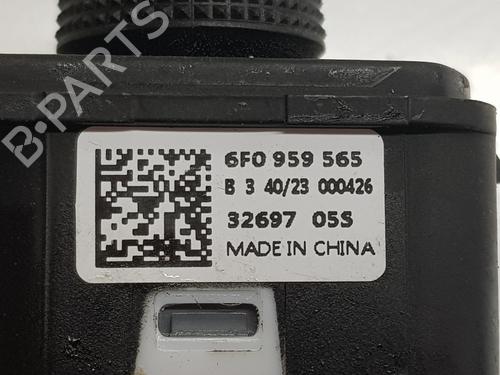 B-PARTS
6F0 959 565
B 3 40/23 000426
32697 05S
MADE IN CHINA